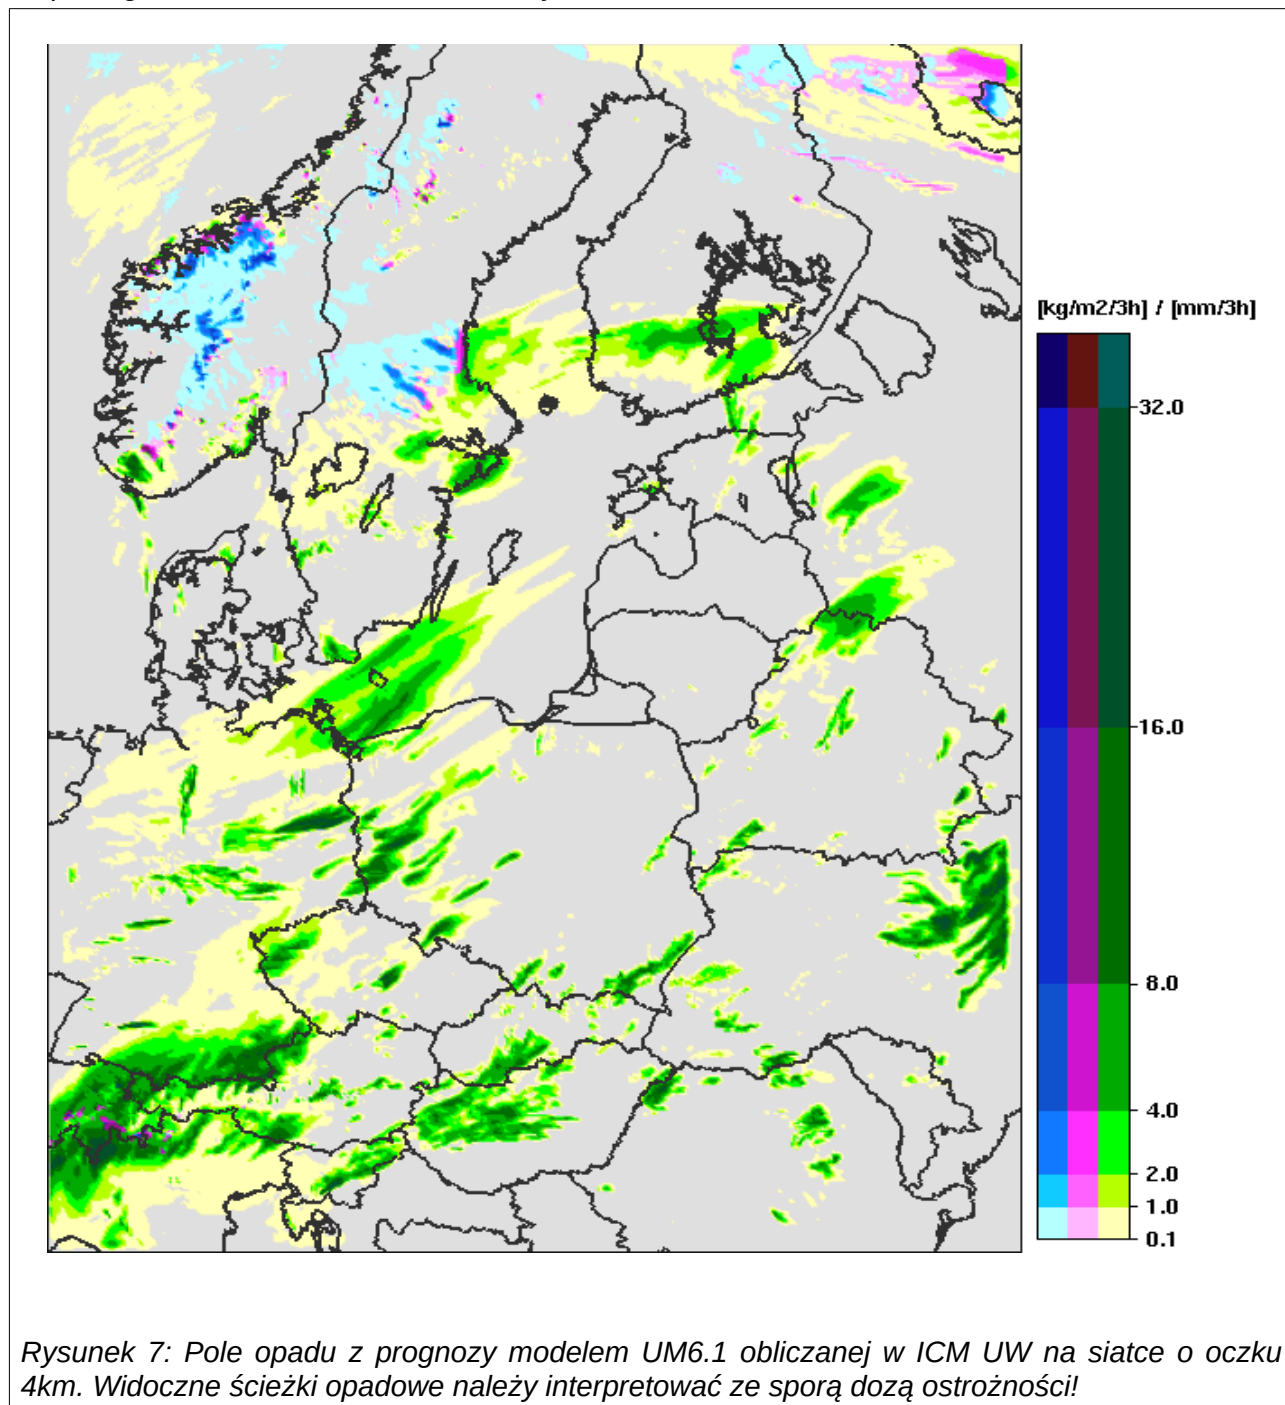 [kg/m2/3h] / [mm/3h]
32.0
16.0
8.0
4.0
2.0
1.0
0.1
Rysunek 7: Pole opadu z prognozy modelem UM6.1 obliczanej w ICM UW na siatce o oczku
4km. Widoczne ścieżki opadowe należy interpretować ze sporą dozą ostrożności!